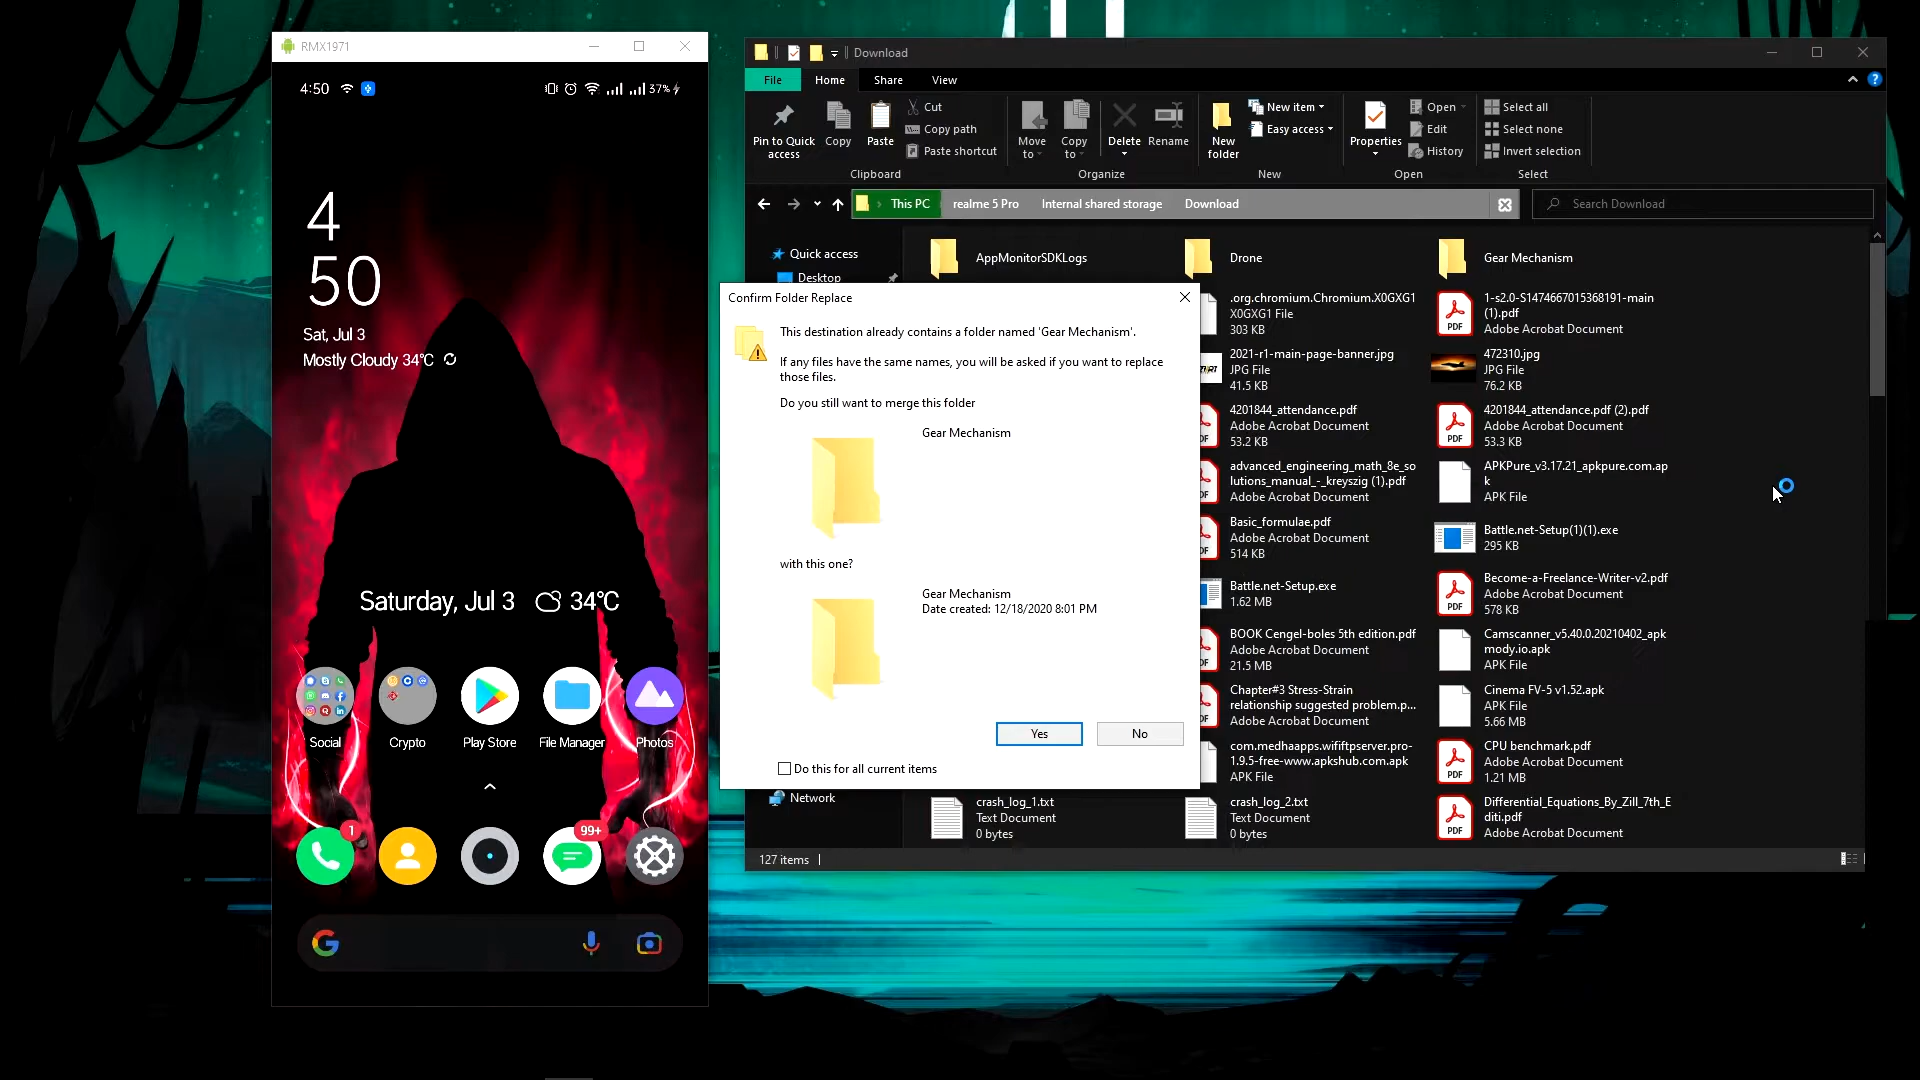 RMX1971
4:50
37%
4
50
Sat, Jul 3
Mostly Cloudy 34°C
Saturday, Jul 3 34°C
Social
Crypto
Play Store
File Manager
Photos
1
99+
Download
File
Home
Share
View
Pin to Quick
access
Copy
Paste
Cut
Copy path
Paste shortcut
Clipboard
Move
to
Copy
to
Delete
Rename
Organize
New
folder
New item
Easy access
New
Properties
Open
Edit
History
Open
Select all
Select none
Invert selection
Select
This PC
realme 5 Pro
Internal shared storage
Download
Search Download
Quick access
Desktop
Network
AppMonitorSDKLogs
Drone
Gear Mechanism
.org.chromium.Chromium.X0GXG1
X0GXG1 File
303 KB
1-s2.0-S1474667015368191-main
(1).pdf
Adobe Acrobat Document
2021-r1-main-page-banner.jpg
JPG File
41.5 KB
472310.jpg
JPG File
76.2 KB
4201844_attendance.pdf
Adobe Acrobat Document
53.2 KB
4201844_attendance.pdf (2).pdf
Adobe Acrobat Document
53.3 KB
advanced_engineering_math_8e_so
lutions_manual_-_kreyszig (1).pdf
Adobe Acrobat Document
APKPure_v3.17.21_apkpure.com.ap
k
APK File
Basic_formulae.pdf
Adobe Acrobat Document
514 KB
Battle.net-Setup(1)(1).exe
295 KB
Battle.net-Setup.exe
1.62 MB
Become-a-Freelance-Writer-v2.pdf
Adobe Acrobat Document
578 KB
BOOK Cengel-boles 5th edition.pdf
Adobe Acrobat Document
21.5 MB
Camscanner_v5.40.0.20210402_apk
mody.io.apk
APK File
Chapter#3 Stress-Strain
relationship suggested problem.p...
Adobe Acrobat Document
Cinema FV-5 v1.52.apk
APK File
5.66 MB
com.medhaapps.wififtpserver.pro-
1.9.5-free-www.apkshub.com.apk
APK File
CPU benchmark.pdf
Adobe Acrobat Document
1.21 MB
crash_log_1.txt
Text Document
0 bytes
crash_log_2.txt
Text Document
0 bytes
Differential_Equations_By_Zill_7th_E
diti.pdf
Adobe Acrobat Document
127 items
Confirm Folder Replace
This destination already contains a folder named 'Gear Mechanism'.
If any files have the same names, you will be asked if you want to replace
those files.
Do you still want to merge this folder
Gear Mechanism
with this one?
Gear Mechanism
Date created: 12/18/2020 8:01 PM
Yes
No
Do this for all current items